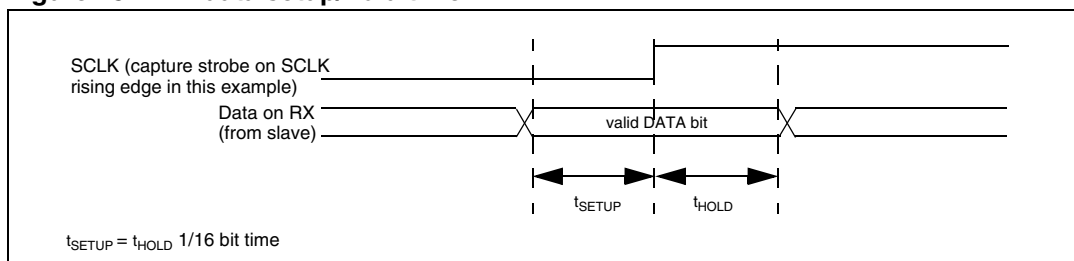 SCLK (capture strobe on SCLK
rising edge in this example)
Data on RX
(from slave)
valid DATA bit
tSETUP
tHOLD
tSETUP = tHOLD 1/16 bit time